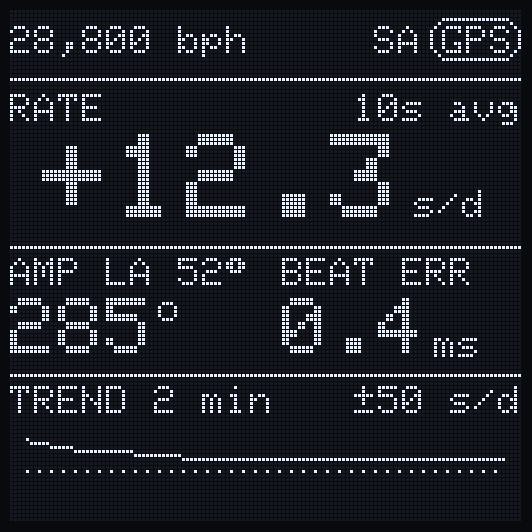 28,800 bph SA GPS
RATE 10s avg
+12.3 s/d
AMP LA 52° BEAT ERR
285° 0.4 ms
TREND 2 min ±50 s/d